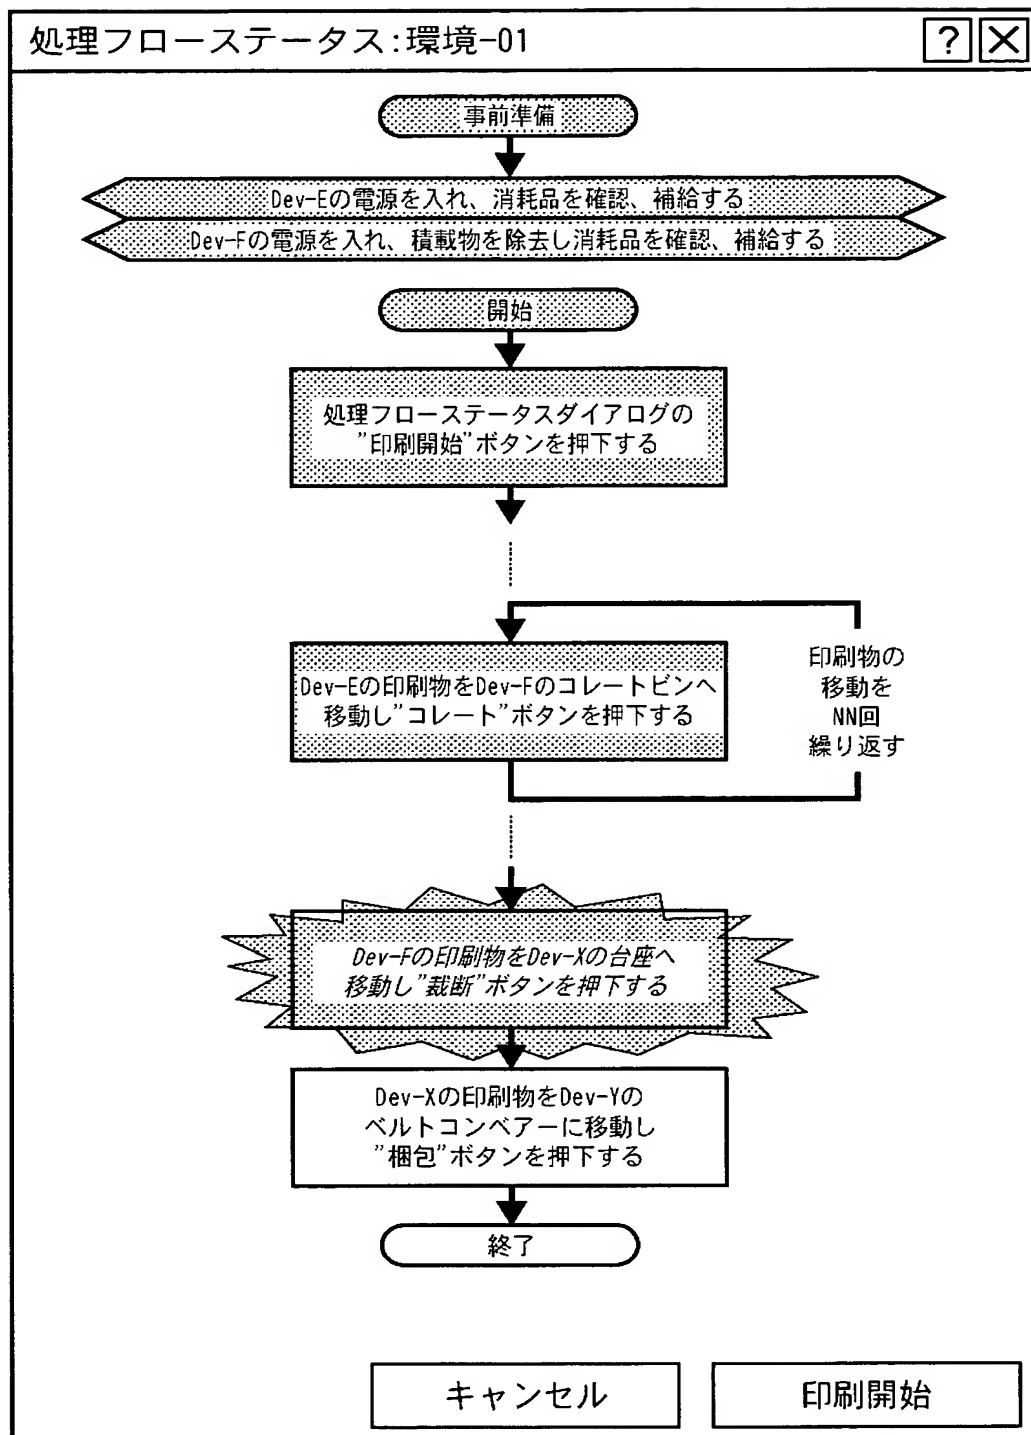 処理フローステータス:環境-01
?
事前準備
Dev-Eの電源を入れ、消耗品を確認、補給する
Dev-Fの電源を入れ、積載物を除去し消耗品を確認、補給する
開始
処理フローステータスダイアログの
”印刷開始”ボタンを押下する
Dev-Eの印刷物をDev-Fのコレートビンへ
移動し”コレート”ボタンを押下する
印刷物の
移動を
NN回
繰り返す
Dev-Fの印刷物をDev-Xの台座へ
移動し”裁断”ボタンを押下する
Dev-Xの印刷物をDev-Yの
ベルトコンベアーに移動し
”梱包”ボタンを押下する
終了
キャンセル
印刷開始